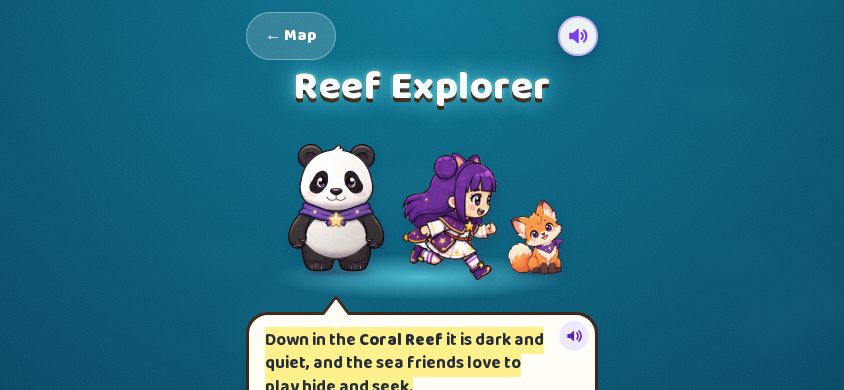 ← Map
Reef Explorer
Down in the Coral Reef it is dark and
quiet, and the sea friends love to
play hide and seek.